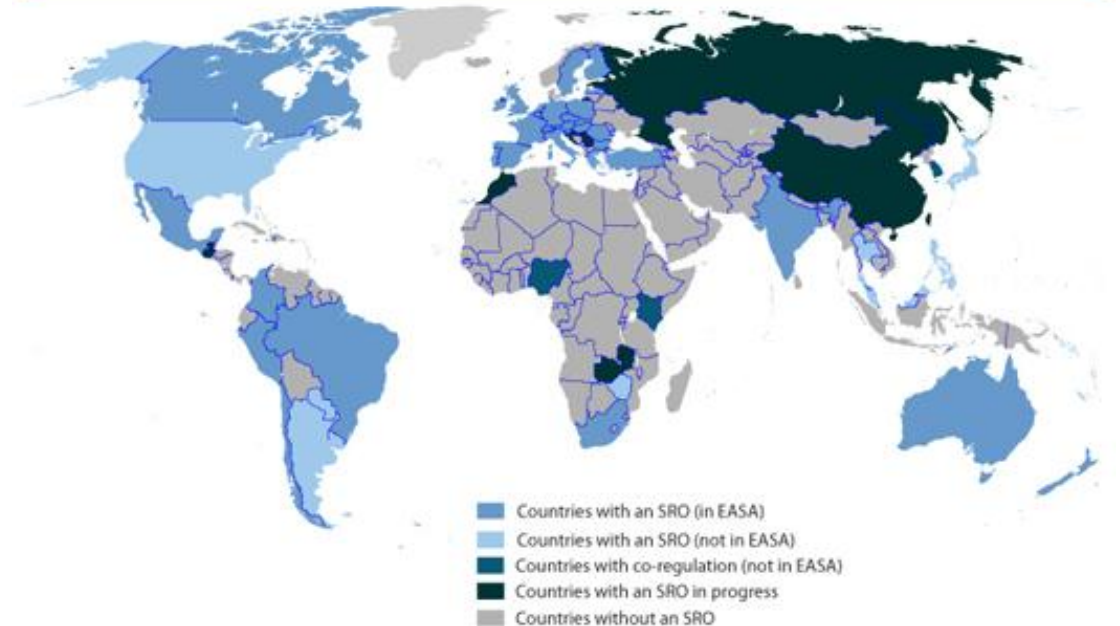 Countries with an SRO (in EASA)
Countries with an SRO (not in EASA)
Countries with co-regulation (not in EASA)
Countries with an SRO in progress
Countries without an SRO